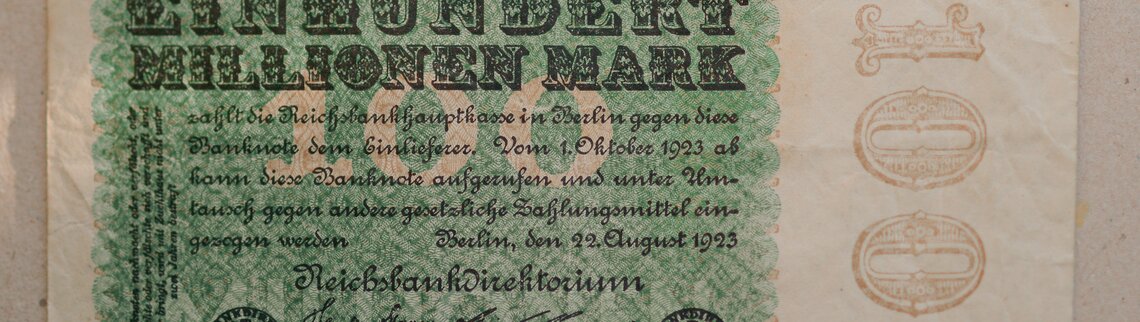 EINHUNDERT
MILLIONEN MARK
100
zahlt die Reichsbankhauptkasse in Berlin gegen diese
Banknote dem Einlieferer. Vom 1. Oktober 1923 ab
kann diese Banknote aufgerufen und unter Um-
tausch gegen andere gesetzliche Zahlungsmittel ein-
gezogen werden Berlin, den 22. August 1923
Reichsbankdirektorium
100